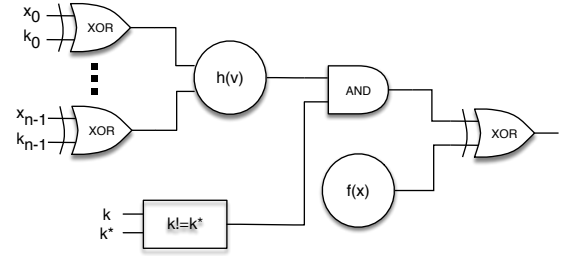 x0
k0
XOR
h(v)
AND
xn-1
kn-1
XOR
XOR
f(x)
k
k*
k!=k*